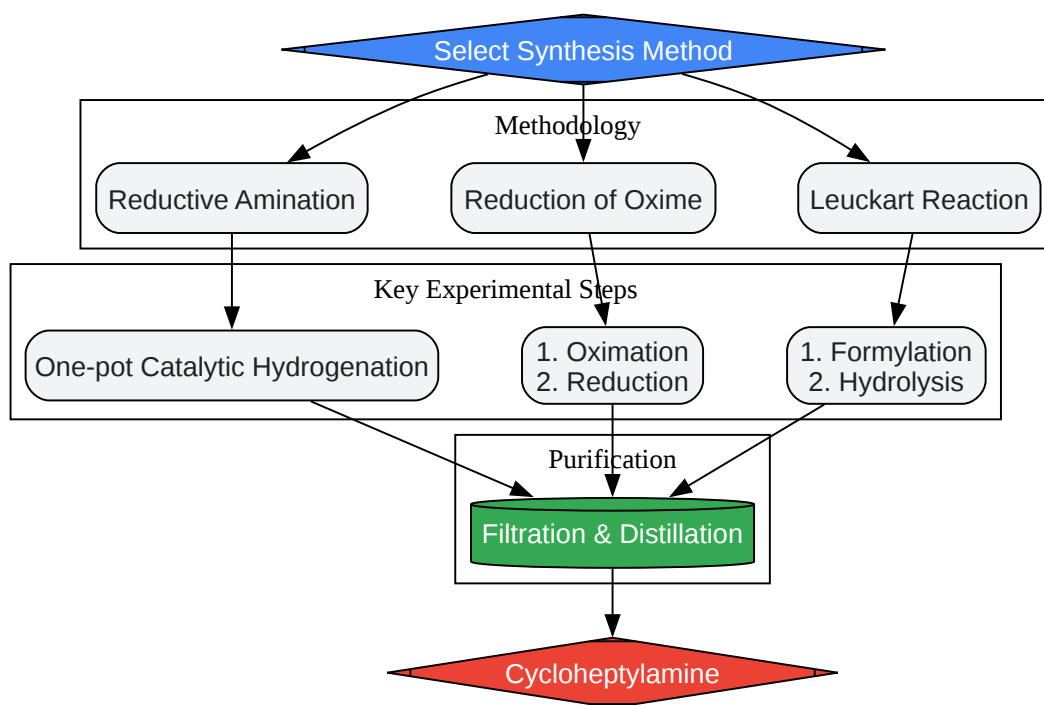 Select Synthesis Method
Methodology
Reductive Amination
Reduction of Oxime
Leuckart Reaction
Key Experimental Steps
One-pot Catalytic Hydrogenation
1. Oximation
2. Reduction
1. Formylation
2. Hydrolysis
Purification
Filtration & Distillation
Cycloheptylamine